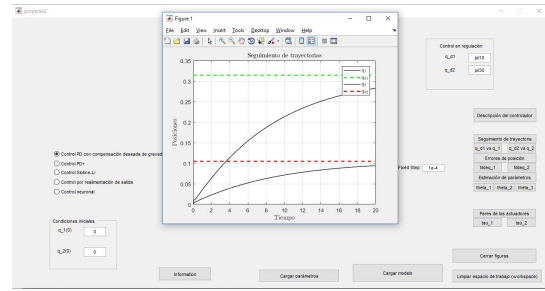 proyecto2
Figure 1
File Edit View Insert Tools Desktop Window Help
Seguimiento de trayectorias
0.35
0.3
0.25
0.2
0.15
0.1
0.05
0
0 2 4 6 8 10 12 14 16 18 20
Posiciones
Tiempo
Control en regulación
q_d1 pi/10
q_d2 pi/30
Descripción del controlador
Control PD con compensación deseada de graved
Control PD+
Control Slotine-Li
Control por realimentación de salida
Control neuronal
Fixed Step: 1e-4
Seguimiento de trayectoria
q_d1 vs q_1 q_d2 vs q_2
Errores de posición
tildeq_1 tildeq_2
Estimación de parámetros
theta_1 theta_2 theta_3
Condiciones iniciales
q_1(0) 0
q_2(0) 0
Pares de los actuadores
tau_1 tau_2
Cerrar figuras
Information
Cargar parámetros
Cargar modelo
Limpiar espacio de trabajo (workspace)